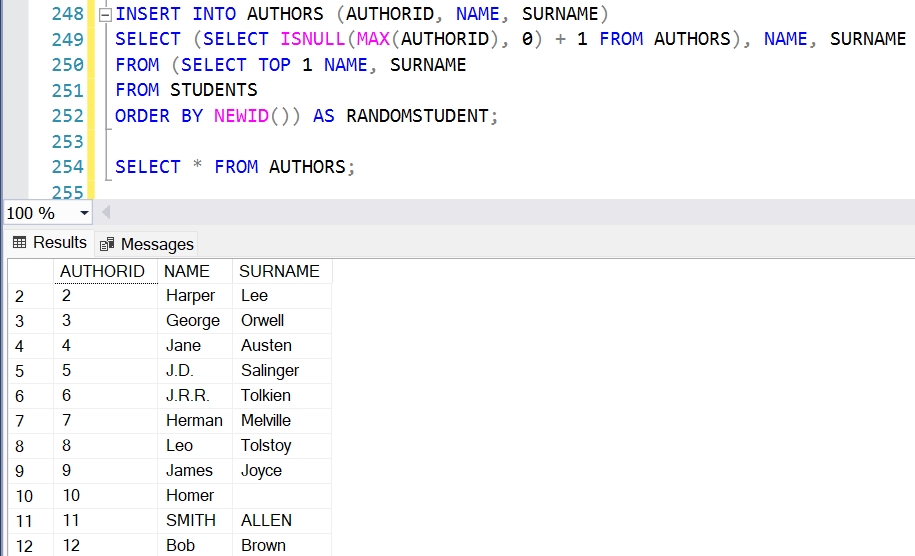 248 INSERT INTO AUTHORS (AUTHORID, NAME, SURNAME)
249 SELECT (SELECT ISNULL(MAX(AUTHORID), 0) + 1 FROM AUTHORS), NAME, SURNAME
250 FROM (SELECT TOP 1 NAME, SURNAME
251 FROM STUDENTS
252 ORDER BY NEWID()) AS RANDOMSTUDENT;
253
254 SELECT * FROM AUTHORS;
255
100 %
Results Messages
AUTHORID NAME SURNAME
2 2 Harper Lee
3 3 George Orwell
4 4 Jane Austen
5 5 J.D. Salinger
6 6 J.R.R. Tolkien
7 7 Herman Melville
8 8 Leo Tolstoy
9 9 James Joyce
10 10 Homer
11 11 SMITH ALLEN
12 12 Bob Brown